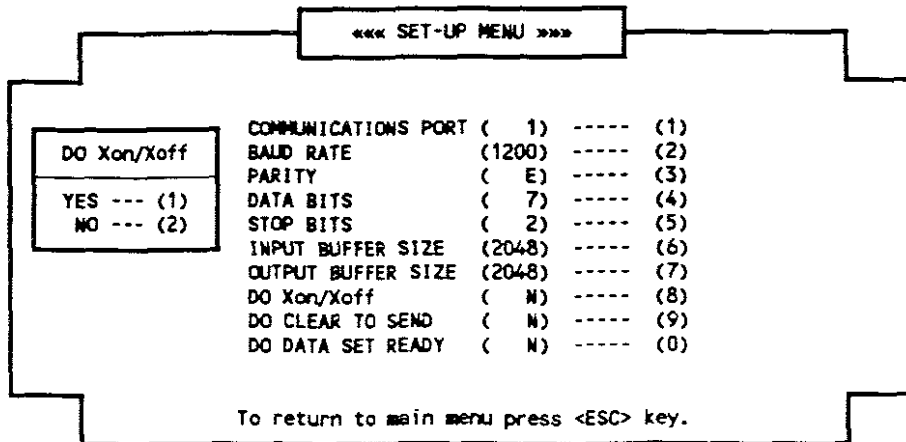 ««« SET-UP MENU »»»
DO Xon/Xoff
YES --- (1)
NO --- (2)
COMMUNICATIONS PORT ( 1) ----- (1)
BAUD RATE (1200) ----- (2)
PARITY ( E) ----- (3)
DATA BITS ( 7) ----- (4)
STOP BITS ( 2) ----- (5)
INPUT BUFFER SIZE (2048) ----- (6)
OUTPUT BUFFER SIZE (2048) ----- (7)
DO Xon/Xoff ( N) ----- (8)
DO CLEAR TO SEND ( N) ----- (9)
DO DATA SET READY ( N) ----- (0)
To return to main menu press <ESC> key.